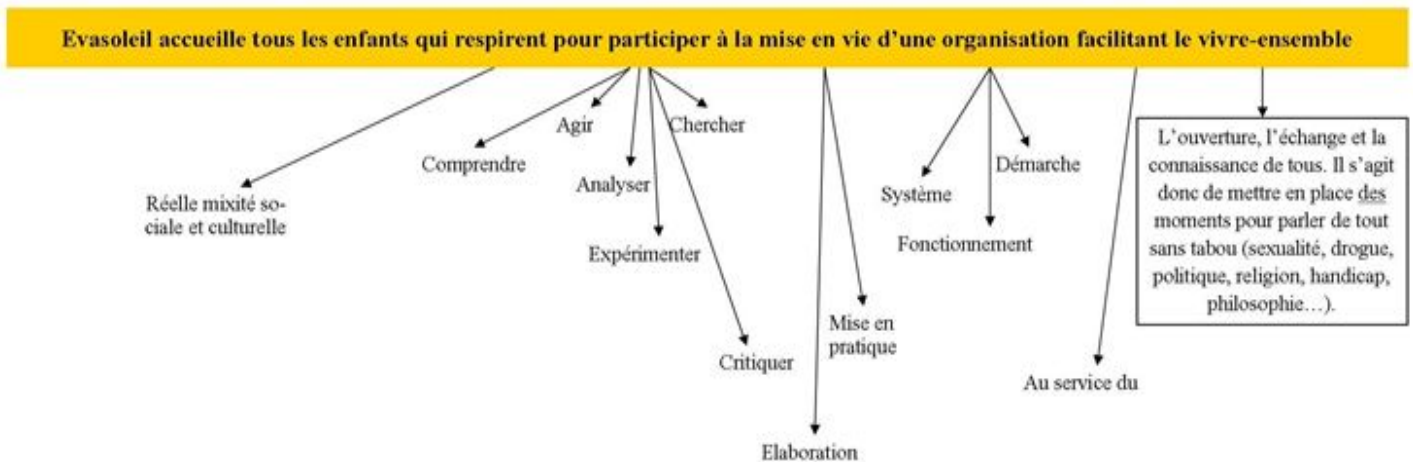 Evasoleil accueille tous les enfants qui respirent pour participer à la mise en vie d'une organisation facilitant le vivre-ensemble
Agir
Chercher
Comprendre
Analyser
Expérimenter
Réelle mixité so-
ciale et culturelle
Critiquer
Elaboration
Mise en
pratique
Système
Démarche
Fonctionnement
Au service du
L'ouverture, l'échange et la
connaissance de tous. Il s'agit
donc de mettre en place des
moments pour parler de tout
sans tabou (sexualité, drogue,
politique, religion, handicap,
philosophie…).